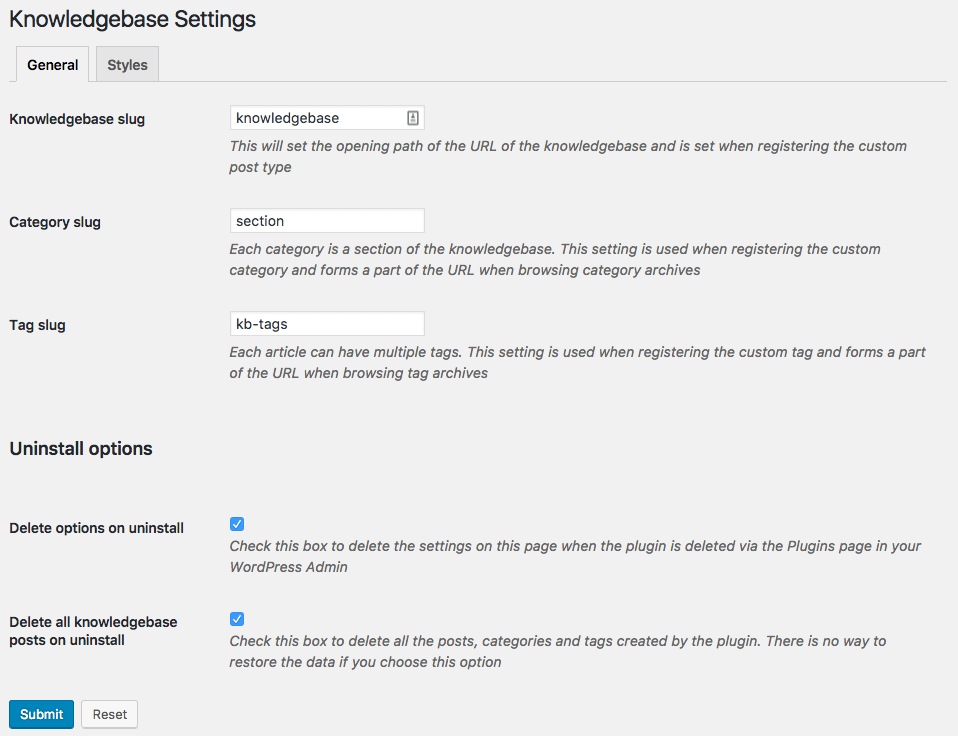 Knowledgebase Settings
General Styles
Knowledgebase slug
knowledgebase
This will set the opening path of the URL of the knowledgebase and is set when registering the custom
post type
Category slug
section
Each category is a section of the knowledgebase. This setting is used when registering the custom
category and forms a part of the URL when browsing category archives
Tag slug
kb-tags
Each article can have multiple tags. This setting is used when registering the custom tag and forms a part
of the URL when browsing tag archives
Uninstall options
Delete options on uninstall
Check this box to delete the settings on this page when the plugin is deleted via the Plugins page in your
WordPress Admin
Delete all knowledgebase
posts on uninstall
Check this box to delete all the posts, categories and tags created by the plugin. There is no way to
restore the data if you choose this option
Submit Reset